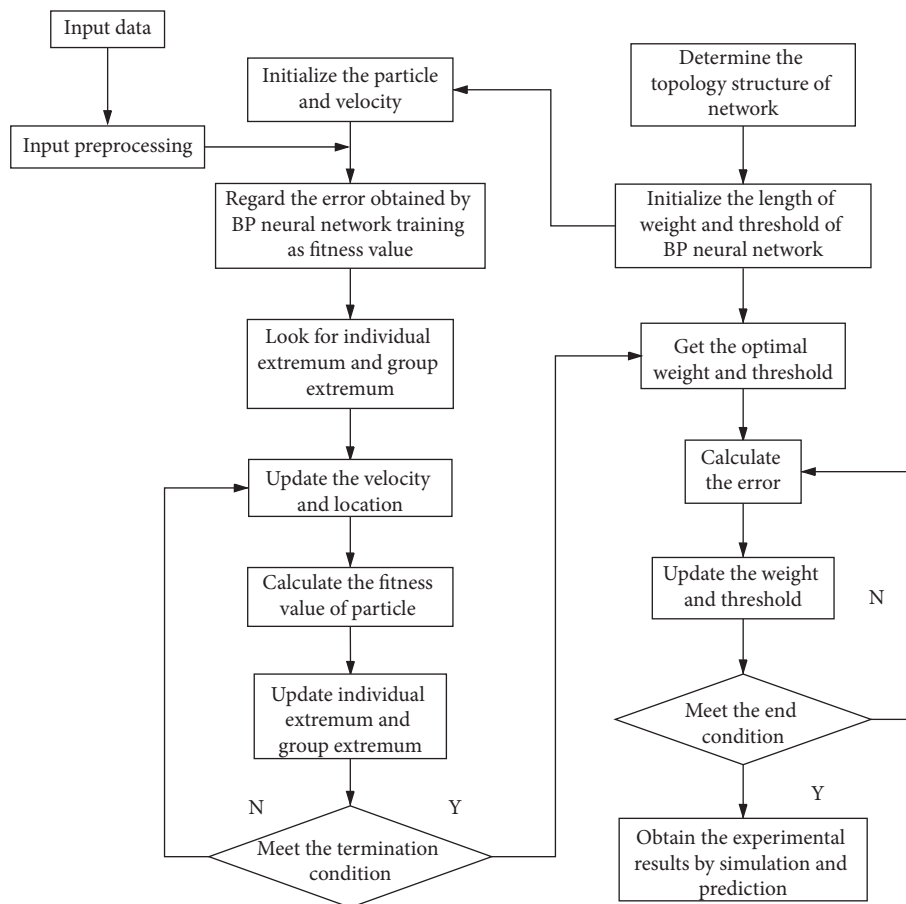 Input data
Input preprocessing
Initialize the particle
and velocity
Regard the error obtained by
BP neural network training
as fitness value
Look for individual
extremum and group
extremum
Update the velocity
and location
Calculate the fitness
value of particle
Update individual
extremum and
group extremum
N
Y
Meet the termination
condition
Determine the
topology structure of
network
Initialize the length of
weight and threshold of
BP neural network
Get the optimal
weight and threshold
Calculate
the error
Update the weight
and threshold
N
Meet the end
condition
Y
Obtain the experimental
results by simulation and
prediction